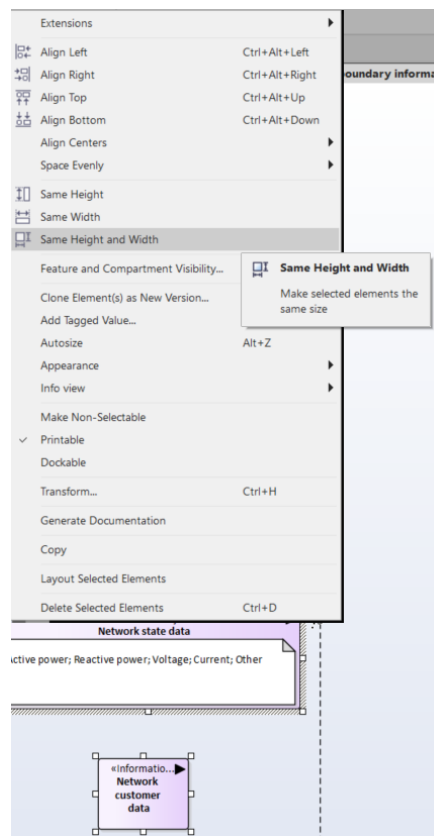 Extensions
Align Left Ctrl+Alt+Left
Align Right Ctrl+Alt+Right
oundary informa
Align Top Ctrl+Alt+Up
Align Bottom Ctrl+Alt+Down
Align Centers
Space Evenly
Same Height
Same Width
Same Height and Width
Feature and Compartment Visibility...
Same Height and Width
Make selected elements the
same size
Clone Element(s) as New Version...
Add Tagged Value...
Autosize Alt+Z
Appearance
Info view
Make Non-Selectable
Printable
Dockable
Transform... Ctrl+H
Generate Documentation
Copy
Layout Selected Elements
Delete Selected Elements Ctrl+D
Network state data
ctive power; Reactive power; Voltage; Current; Other
«Informatio...
Network
customer
data